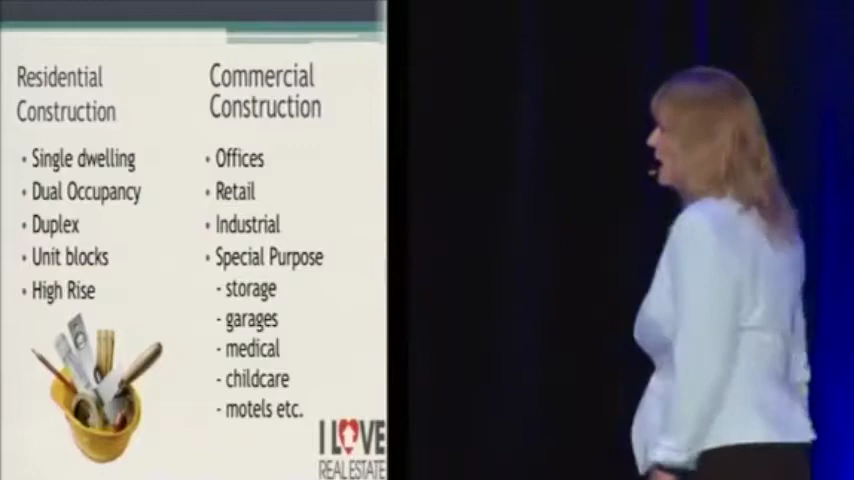 Residential
Construction
• Single dwelling
• Dual Occupancy
• Duplex
• Unit blocks
• High Rise
Commercial
Construction
• Offices
• Retail
• Industrial
• Special Purpose
- storage
- garages
- medical
- childcare
- motels etc.
I LOVE
REAL ESTATE